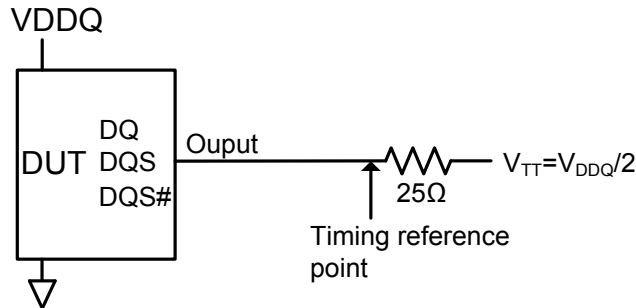 VDDQ
DUT
DQ
DQS
DQS#
Ouput
25Ω
V_TT=V_DDQ/2
Timing reference
point